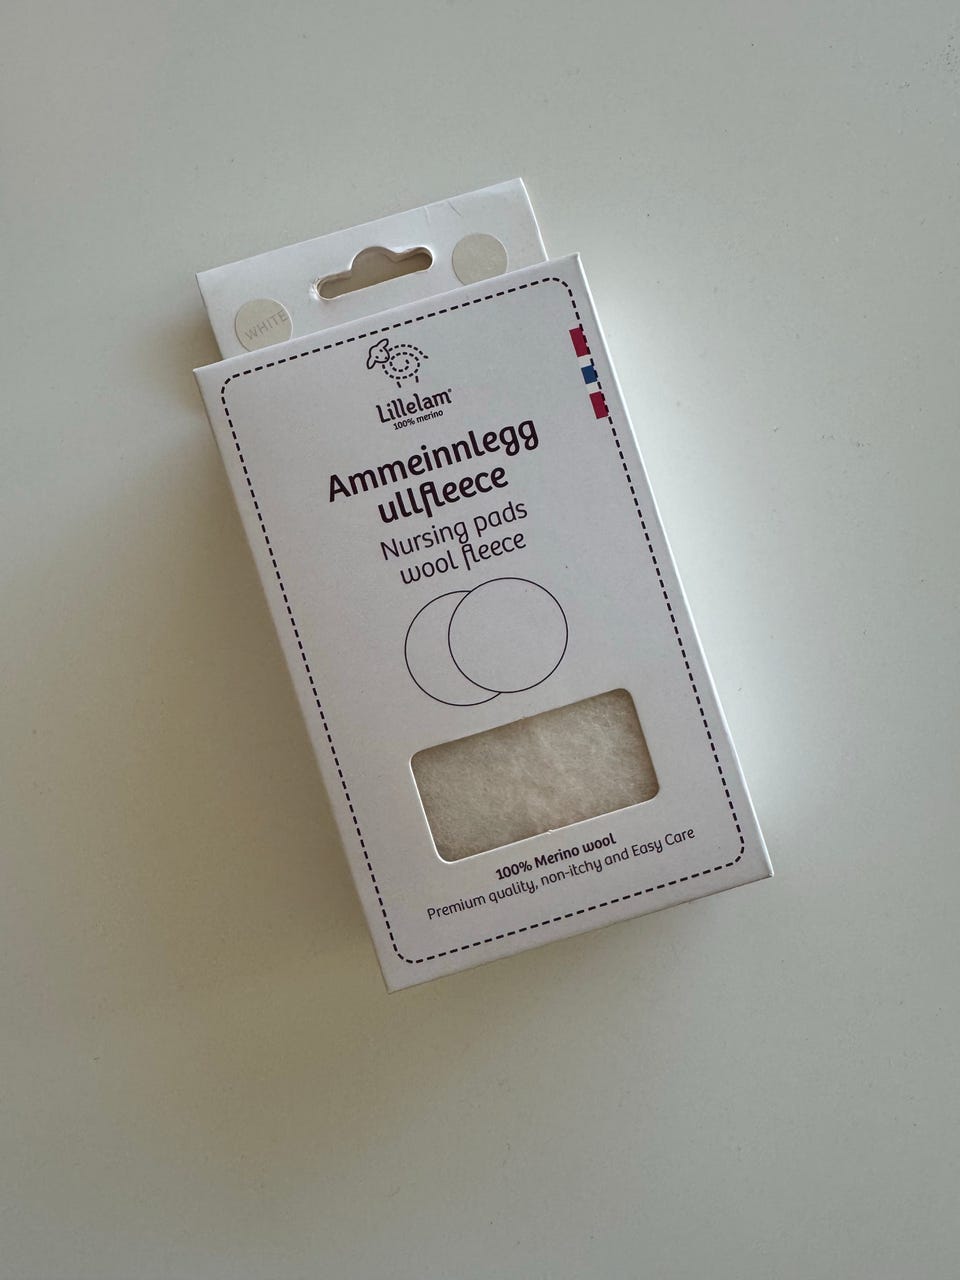 WHITE
Lillelam®
100% merino
Ammeinnlegg
ullfleece
Nursing pads
wool fleece
100% Merino wool
Premium quality, non-itchy and Easy Care